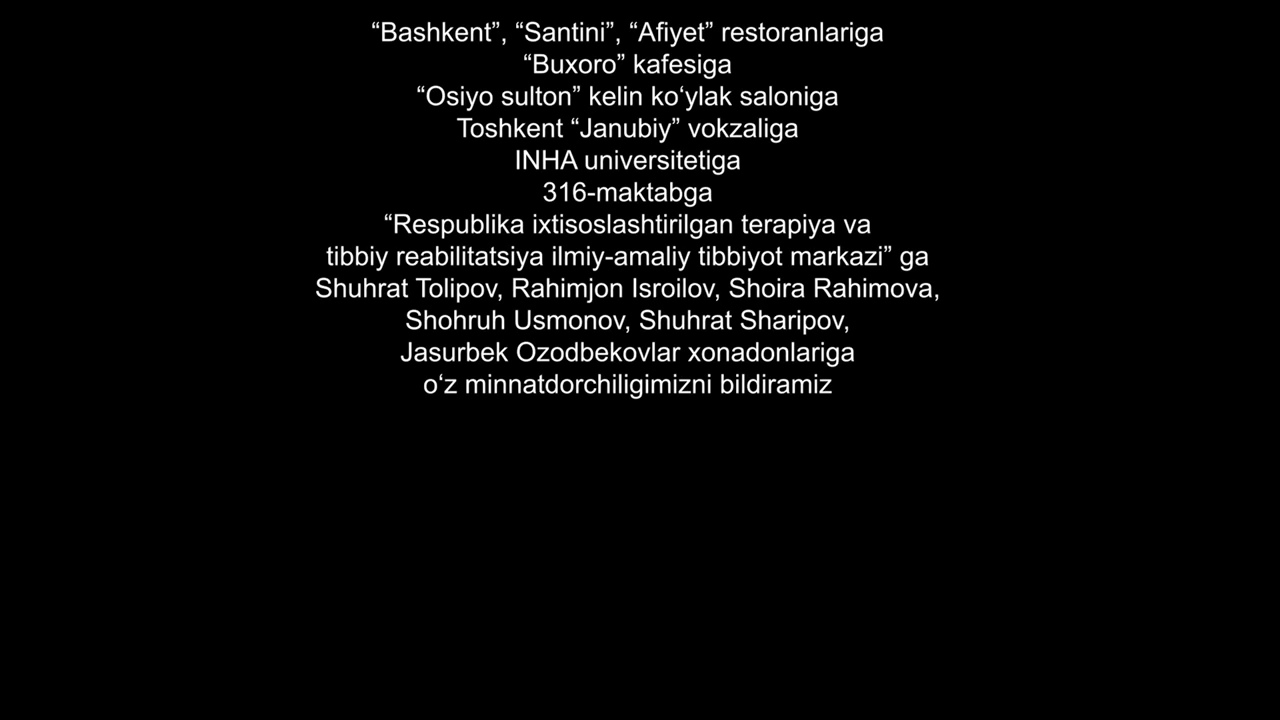 “Bashkent”, “Santini”, “Afiyet” restoranlariga
“Buxoro” kafesiga
“Osiyo sulton” kelin ko‘ylak saloniga
Toshkent “Janubiy” vokzaliga
INHA universitetiga
316-maktabga
“Respublika ixtisoslashtirilgan terapiya va
tibbiy reabilitatsiya ilmiy-amaliy tibbiyot markazi” ga
Shuhrat Tolipov, Rahimjon Isroilov, Shoira Rahimova,
Shohruh Usmonov, Shuhrat Sharipov,
Jasurbek Ozodbekovlar xonadonlariga
o‘z minnatdorchiligimizni bildiramiz